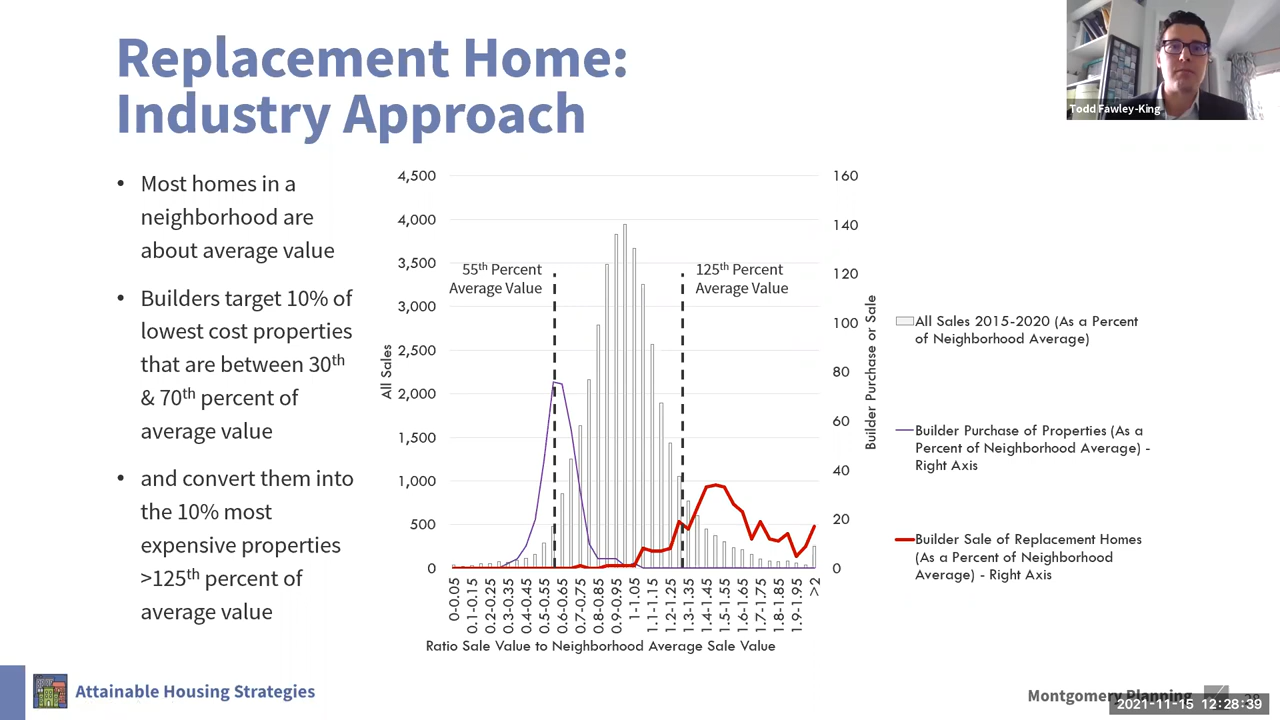 Replacement Home:
Industry Approach
Todd Fawley-King
• Most homes in a
neighborhood are
about average value
• Builders target 10% of
lowest cost properties
that are between 30th
& 70th percent of
average value
• and convert them into
the 10% most
expensive properties
>125th percent of
average value
4,500
4,000
3,500
3,000
2,500
2,000
1,500
1,000
500
0
All Sales
55th Percent
Average Value
125th Percent
Average Value
160
140
120
100
80
60
40
20
0
Builder Purchase or Sale
0-0.05
0.1-0.15
0.2-0.25
0.3-0.35
0.4-0.45
0.5-0.55
0.6-0.65
0.7-0.75
0.8-0.85
0.9-0.95
1-1.05
1.1-1.15
1.2-1.25
1.3-1.35
1.4-1.45
1.5-1.55
1.6-1.65
1.7-1.75
1.8-1.85
1.9-1.95
>2
Ratio Sale Value to Neighborhood Average Sale Value
All Sales 2015-2020 (As a Percent
of Neighborhood Average)
Builder Purchase of Properties (As a
Percent of Neighborhood Average) -
Right Axis
Builder Sale of Replacement Homes
(As a Percent of Neighborhood
Average) - Right Axis
Attainable Housing Strategies
Montgomery Planning
2021-11-15 12:28:39